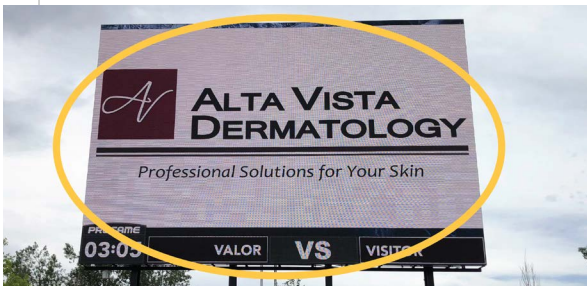 AV
ALTA VISTA
DERMATOLOGY
Professional Solutions for Your Skin
PREGAME
03:05 VALOR VS VISITOR